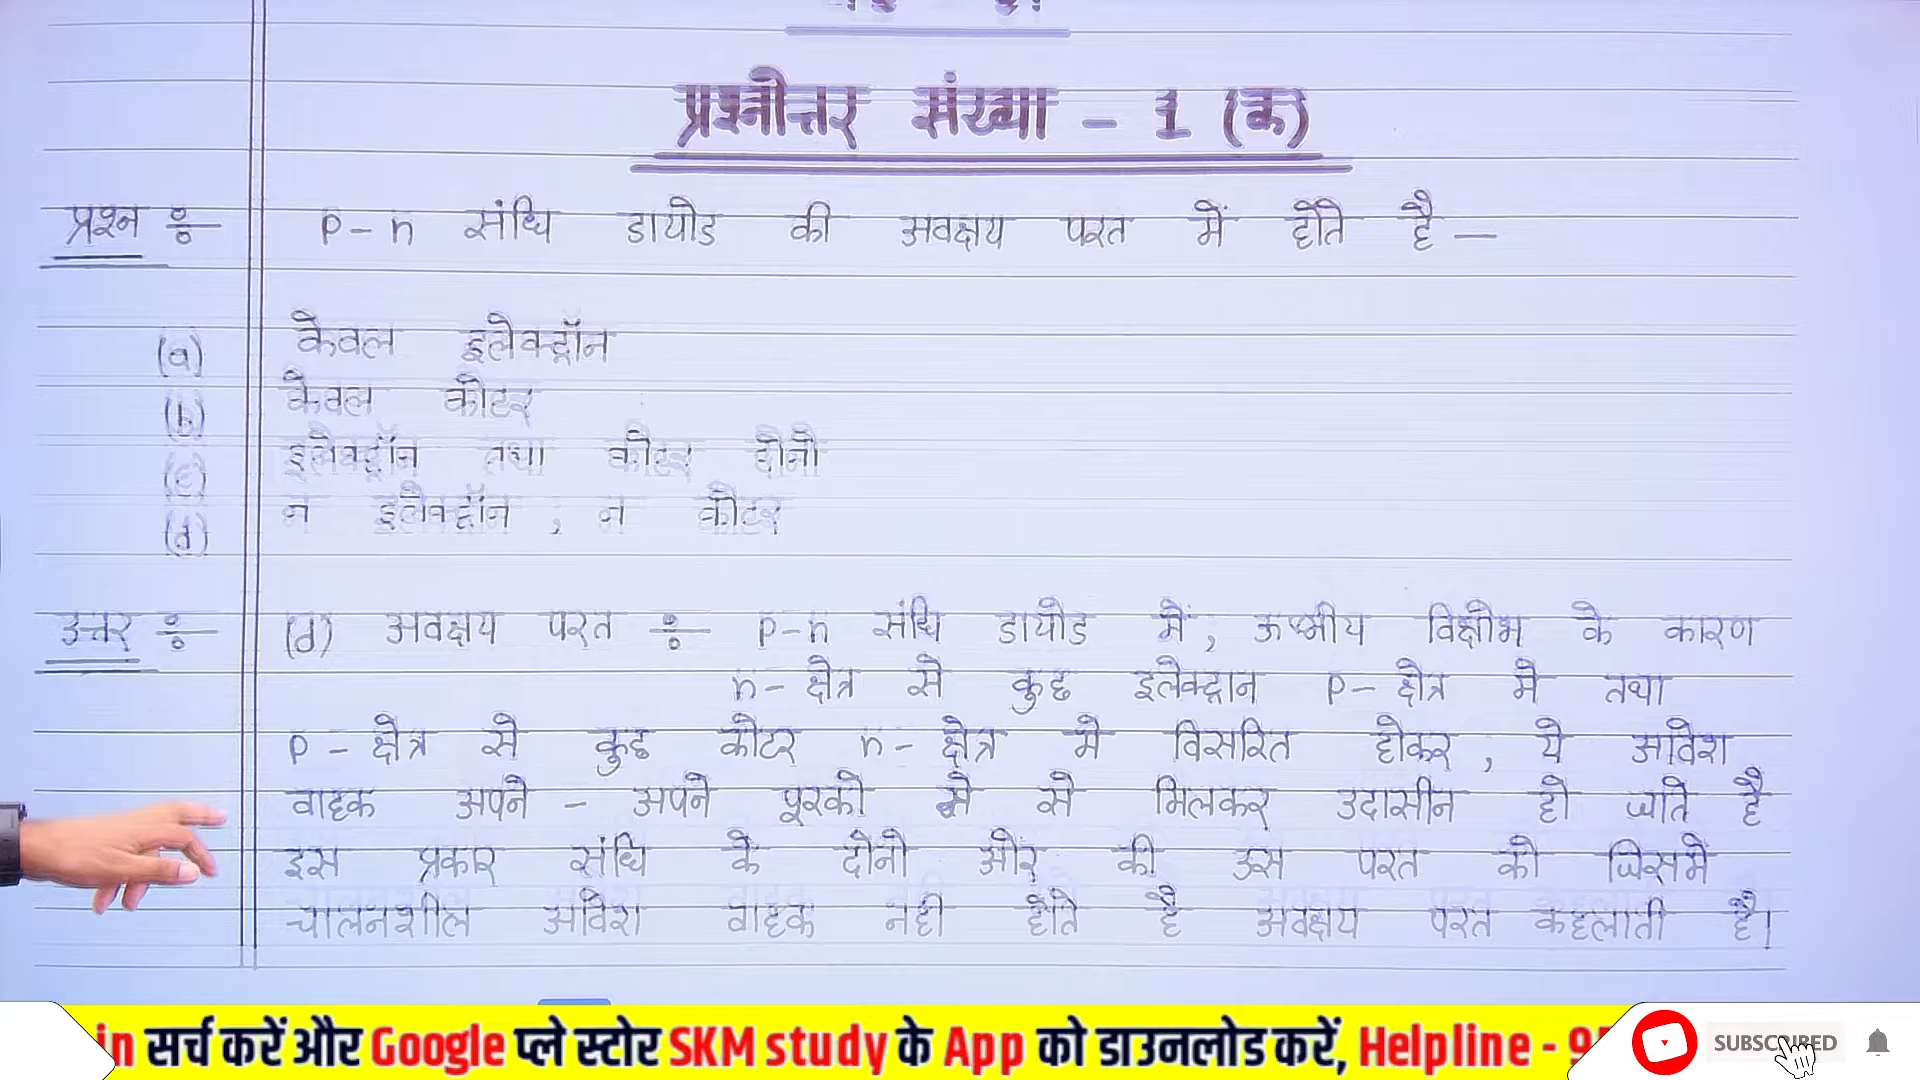 प्रश्नोत्तर संख्या - 1 (क)
प्रश्न ÷ P-n संधि डायोड की अवक्षय परत में होते है —
(a) केवल इलेक्ट्रॉन
(b) केवल कोटर
(c) इलेक्ट्रॉन तथा कोटर दोनो
(d) न इलेक्ट्रॉन , न कोटर
उत्तर ÷ (d) अवक्षय परत ÷ P-n संधि डायोड में, ऊष्मीय विक्षोभ के कारण
n- क्षेत्र से कुछ इलेक्ट्रान P- क्षेत्र मे तथा
P - क्षेत्र से कुछ कोटर n- क्षेत्र मे विसरित होकर, ये आवेश
वाहक अपने - अपने पूरको से से मिलकर उदासीन हो जाते है
इस प्रकार संधि के दोनो ओर की उस परत को जिसमे
चालनशील आवेश वाहक नही होते है अवक्षय परत कहलाती है।
in सर्च करें और Google प्ले स्टोर SKM study के App को डाउनलोड करें, Helpline - 9
SUBSCRIBED